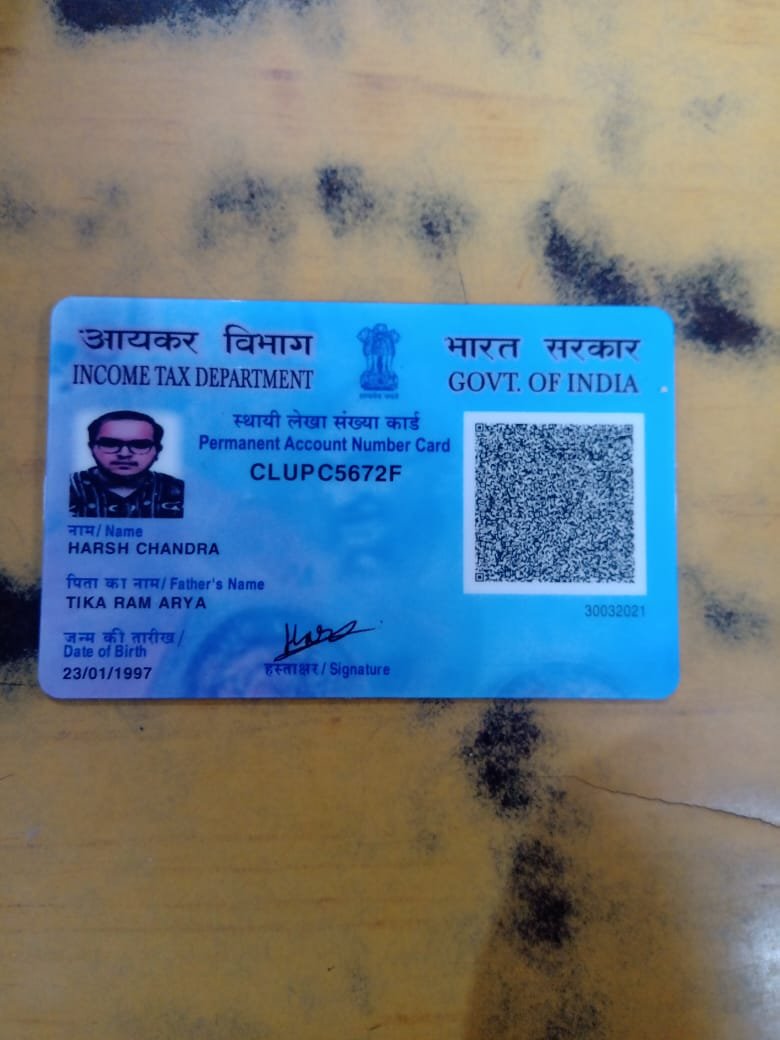 आयकर विभाग
INCOME TAX DEPARTMENT
भारत सरकार
GOVT. OF INDIA
स्थायी लेखा संख्या कार्ड
Permanent Account Number Card
CLUPC5672F
नाम/ Name
HARSH CHANDRA
पिता का नाम/ Father's Name
TIKA RAM ARYA
जन्म की तारीख/
Date of Birth
23/01/1997
हस्ताक्षर/ Signature
30032021